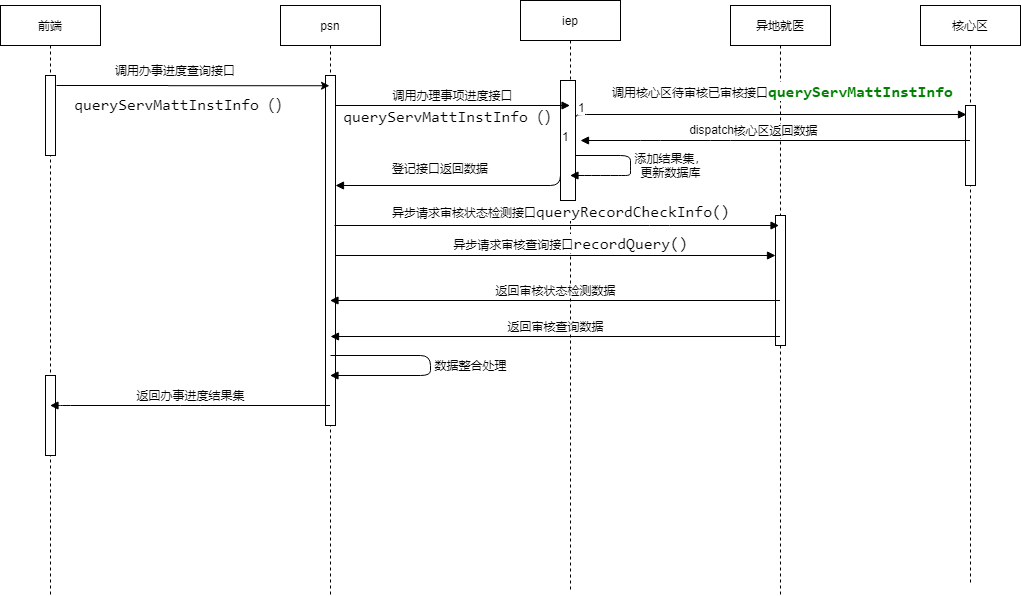 前端
psn
iep
异地就医
核心区
调用办事进度查询接口
queryServMattInstInfo ()
调用办理事项进度接口
queryServMattInstInfo ()
调用核心区待审核已审核接口queryServMattInstInfo
1
dispatch核心区返回数据
1
添加结果集，
更新数据库
登记接口返回数据
异步请求审核状态检测接口queryRecordCheckInfo()
异步请求审核查询接口recordQuery()
返回审核状态检测数据
返回审核查询数据
数据整合处理
返回办事进度结果集